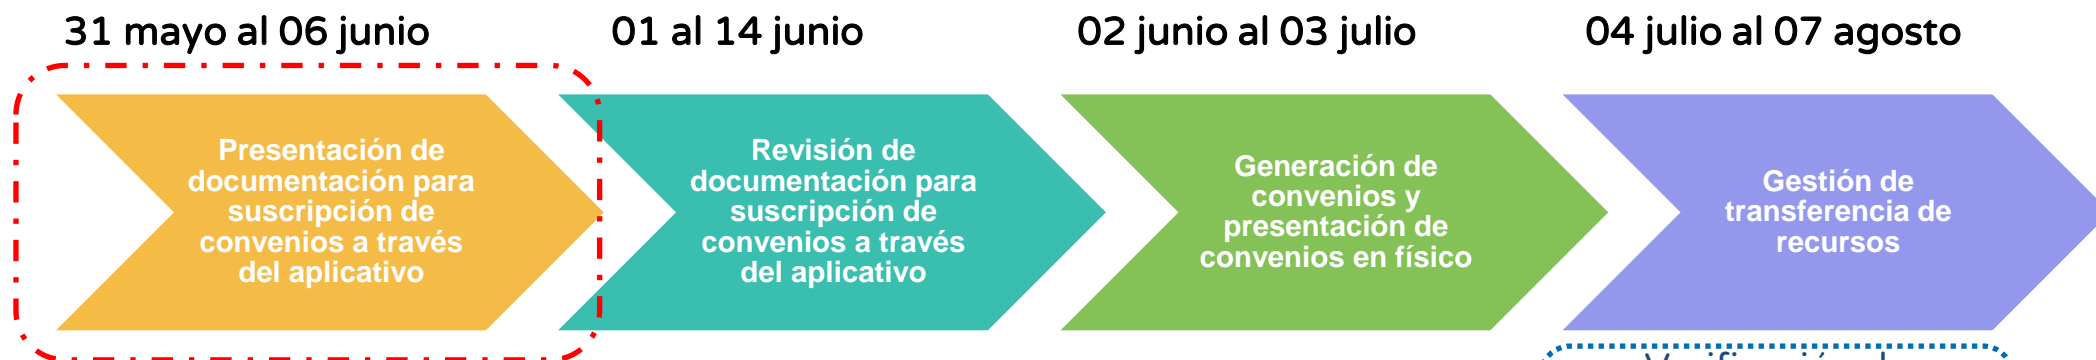 31 mayo al 06 junio
01 al 14 junio
02 junio al 03 julio
04 julio al 07 agosto
Presentación de
documentación para
suscripción de
convenios a través
del aplicativo
Revisión de
documentación para
suscripción de
convenios a través
del aplicativo
Generación de
convenios y
presentación de
convenios en físico
Gestión de
transferencia de
recursos
Verificación